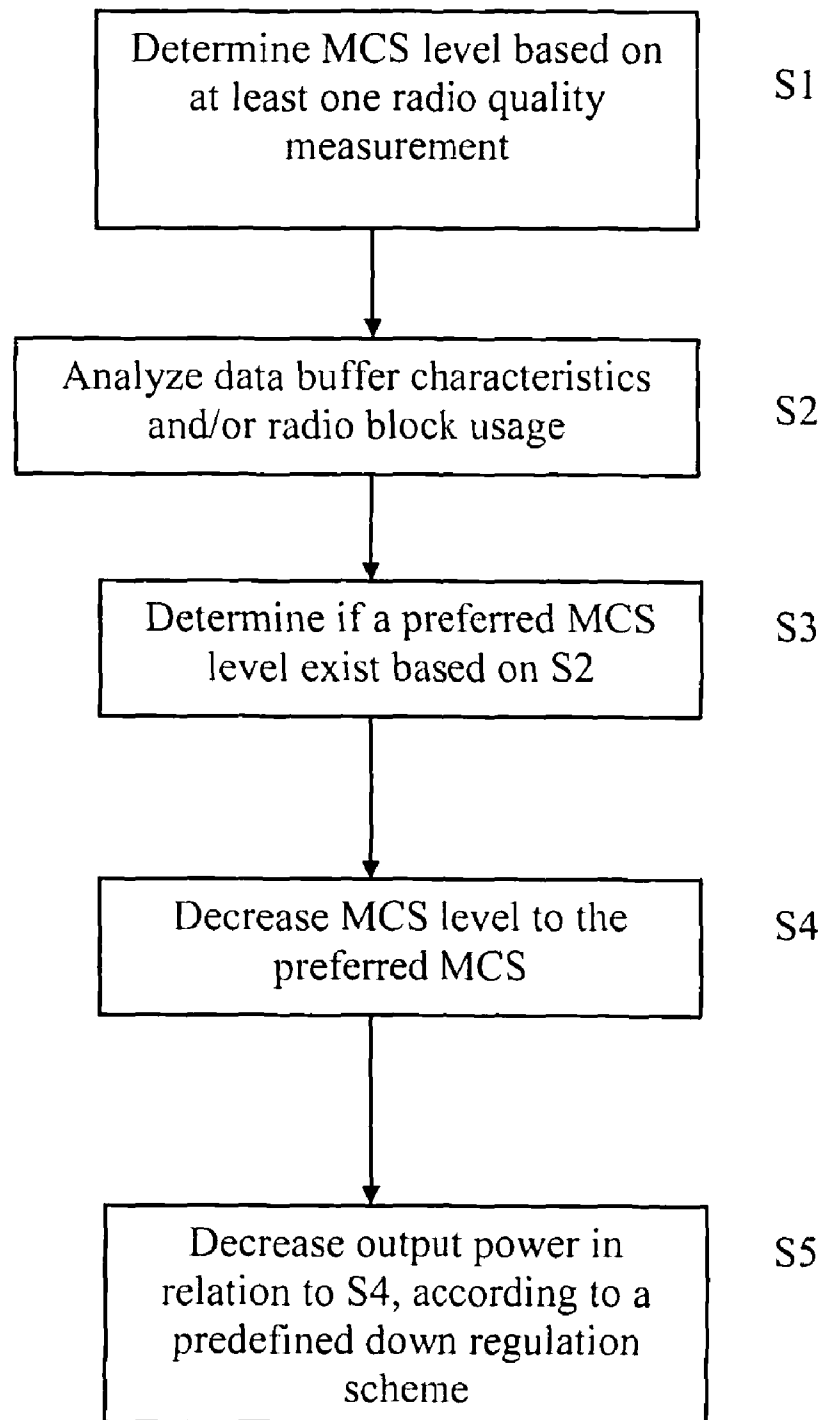 Determine MCS level based on
at least one radio quality
measurement
S1
Analyze data buffer characteristics
and/or radio block usage
S2
Determine if a preferred MCS
level exist based on S2
S3
Decrease MCS level to the
preferred MCS
S4
Decrease output power in
relation to S4, according to a
predefined down regulation
scheme
S5